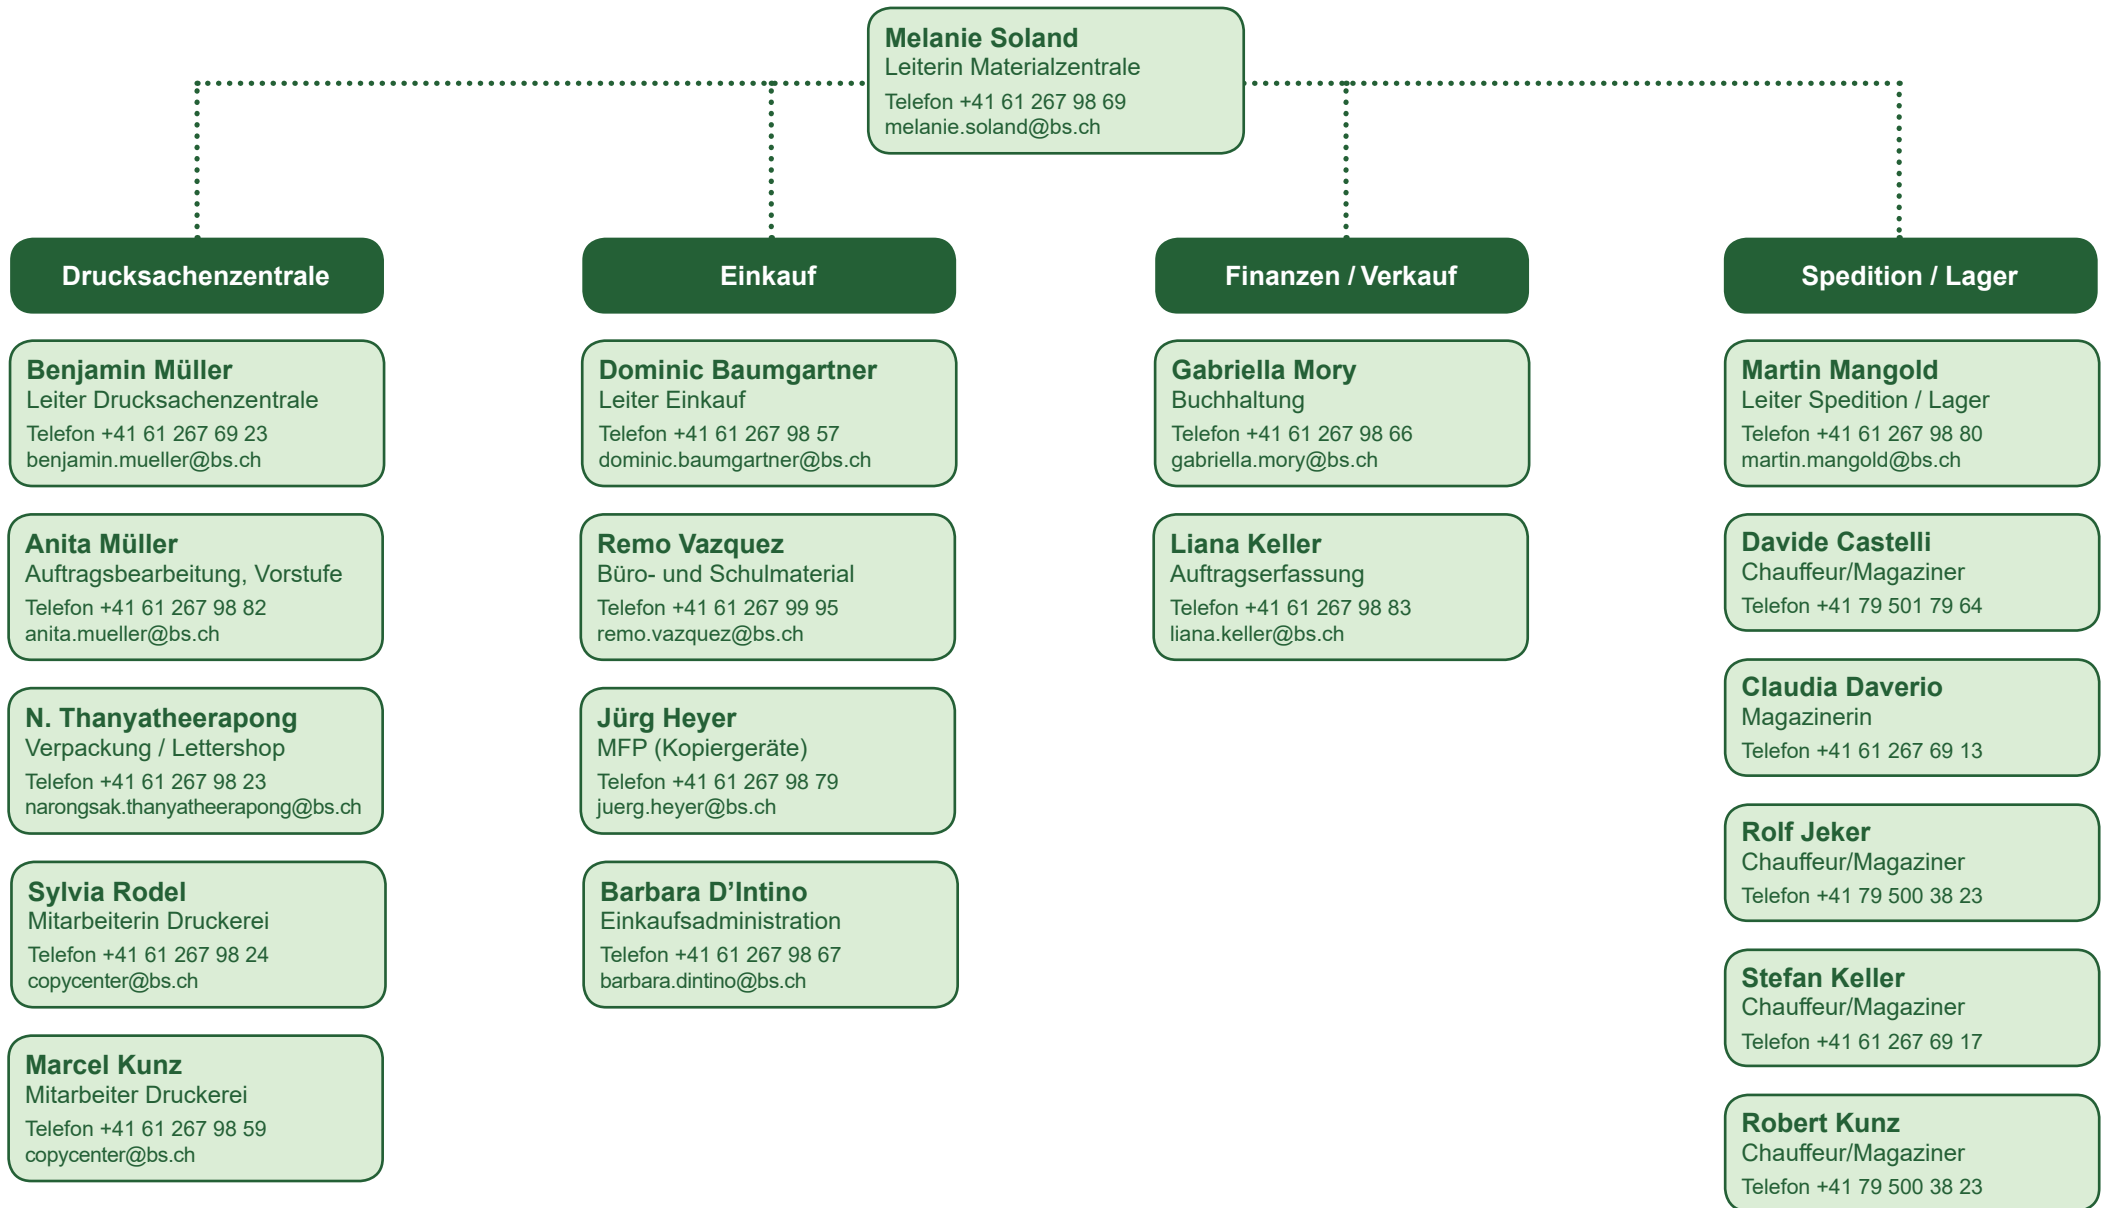 Melanie Soland
Leiterin Materialzentrale
Telefon +41 61 267 98 69
melanie.soland@bs.ch
Drucksachenzentrale
Benjamin Müller
Leiter Drucksachenzentrale
Telefon +41 61 267 69 23
benjamin.mueller@bs.ch
Anita Müller
Auftragsbearbeitung, Vorstufe
Telefon +41 61 267 98 82
anita.mueller@bs.ch
N. Thanyatheerapong
Verpackung / Lettershop
Telefon +41 61 267 98 23
narongsak.thanyatheerapong@bs.ch
Sylvia Rodel
Mitarbeiterin Druckerei
Telefon +41 61 267 98 24
copycenter@bs.ch
Marcel Kunz
Mitarbeiter Druckerei
Telefon +41 61 267 98 59
copycenter@bs.ch
Einkauf
Dominic Baumgartner
Leiter Einkauf
Telefon +41 61 267 98 57
dominic.baumgartner@bs.ch
Remo Vazquez
Büro- und Schulmaterial
Telefon +41 61 267 99 95
remo.vazquez@bs.ch
Jürg Heyer
MFP (Kopiergeräte)
Telefon +41 61 267 98 79
juerg.heyer@bs.ch
Barbara D’Intino
Einkaufsadministration
Telefon +41 61 267 98 67
barbara.dintino@bs.ch
Finanzen / Verkauf
Gabriella Mory
Buchhaltung
Telefon +41 61 267 98 66
gabriella.mory@bs.ch
Liana Keller
Auftragserfassung
Telefon +41 61 267 98 83
liana.keller@bs.ch
Spedition / Lager
Martin Mangold
Leiter Spedition / Lager
Telefon +41 61 267 98 80
martin.mangold@bs.ch
Davide Castelli
Chauffeur/Magaziner
Telefon +41 79 501 79 64
Claudia Daverio
Magazinerin
Telefon +41 61 267 69 13
Rolf Jeker
Chauffeur/Magaziner
Telefon +41 79 500 38 23
Stefan Keller
Chauffeur/Magaziner
Telefon +41 61 267 69 17
Robert Kunz
Chauffeur/Magaziner
Telefon +41 79 500 38 23